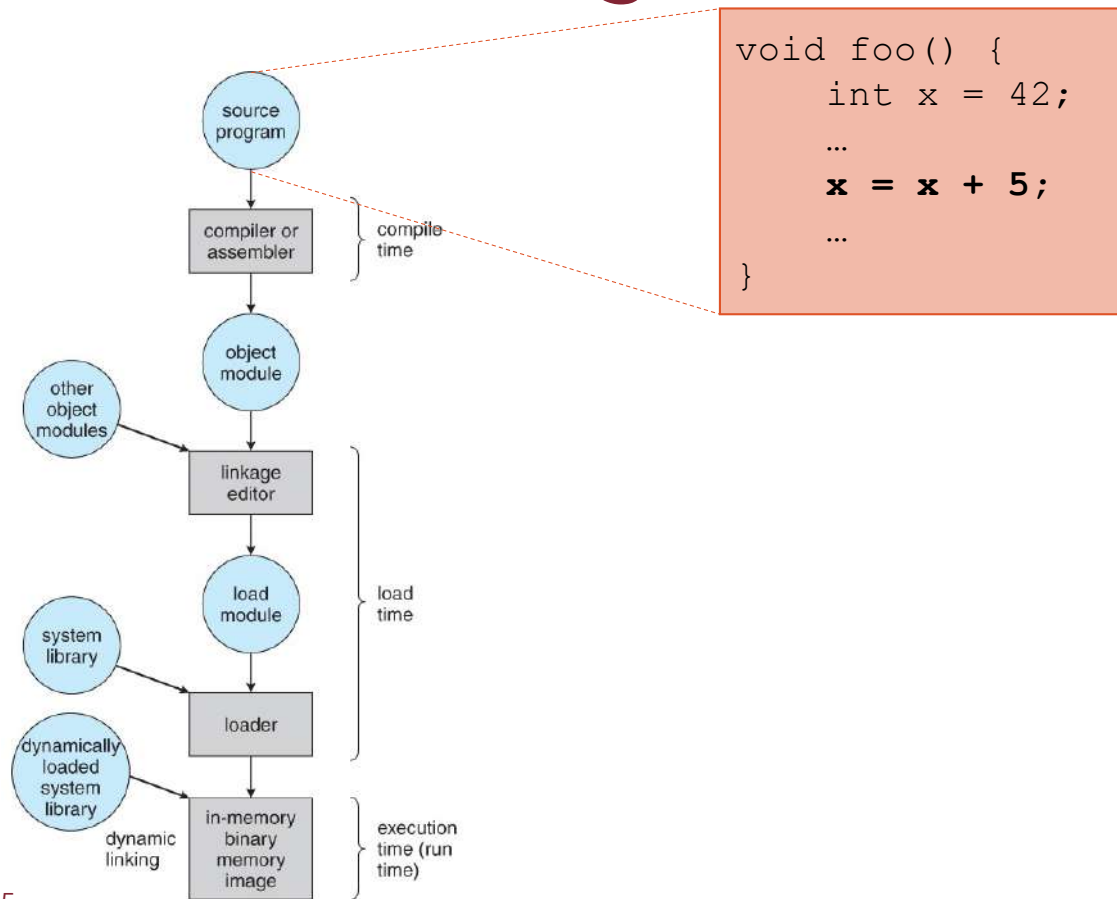 void foo() {
int x = 42;
…
x = x + 5;
…
}
source
program
compiler or
assembler
compile
time
object
module
other
object
modules
linkage
editor
load
module
load
time
system
library
loader
dynamically
loaded
system
library
dynamic
linking
in-memory
binary
memory
image
execution
time (run
time)